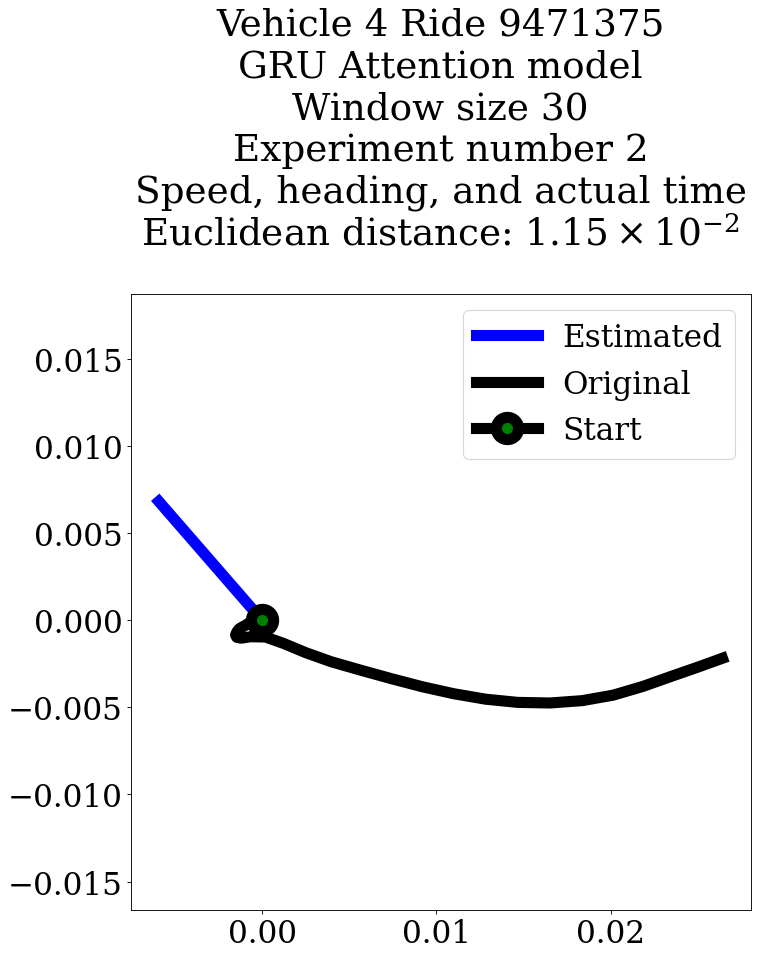 Vehicle 4 Ride 9471375
GRU Attention model
Window size 30
Experiment number 2
Speed, heading, and actual time
Euclidean distance: 1.15 × 10⁻²
Estimated
Original
Start
0.015
0.010
0.005
0.000
−0.005
−0.010
−0.015
0.00 0.01 0.02